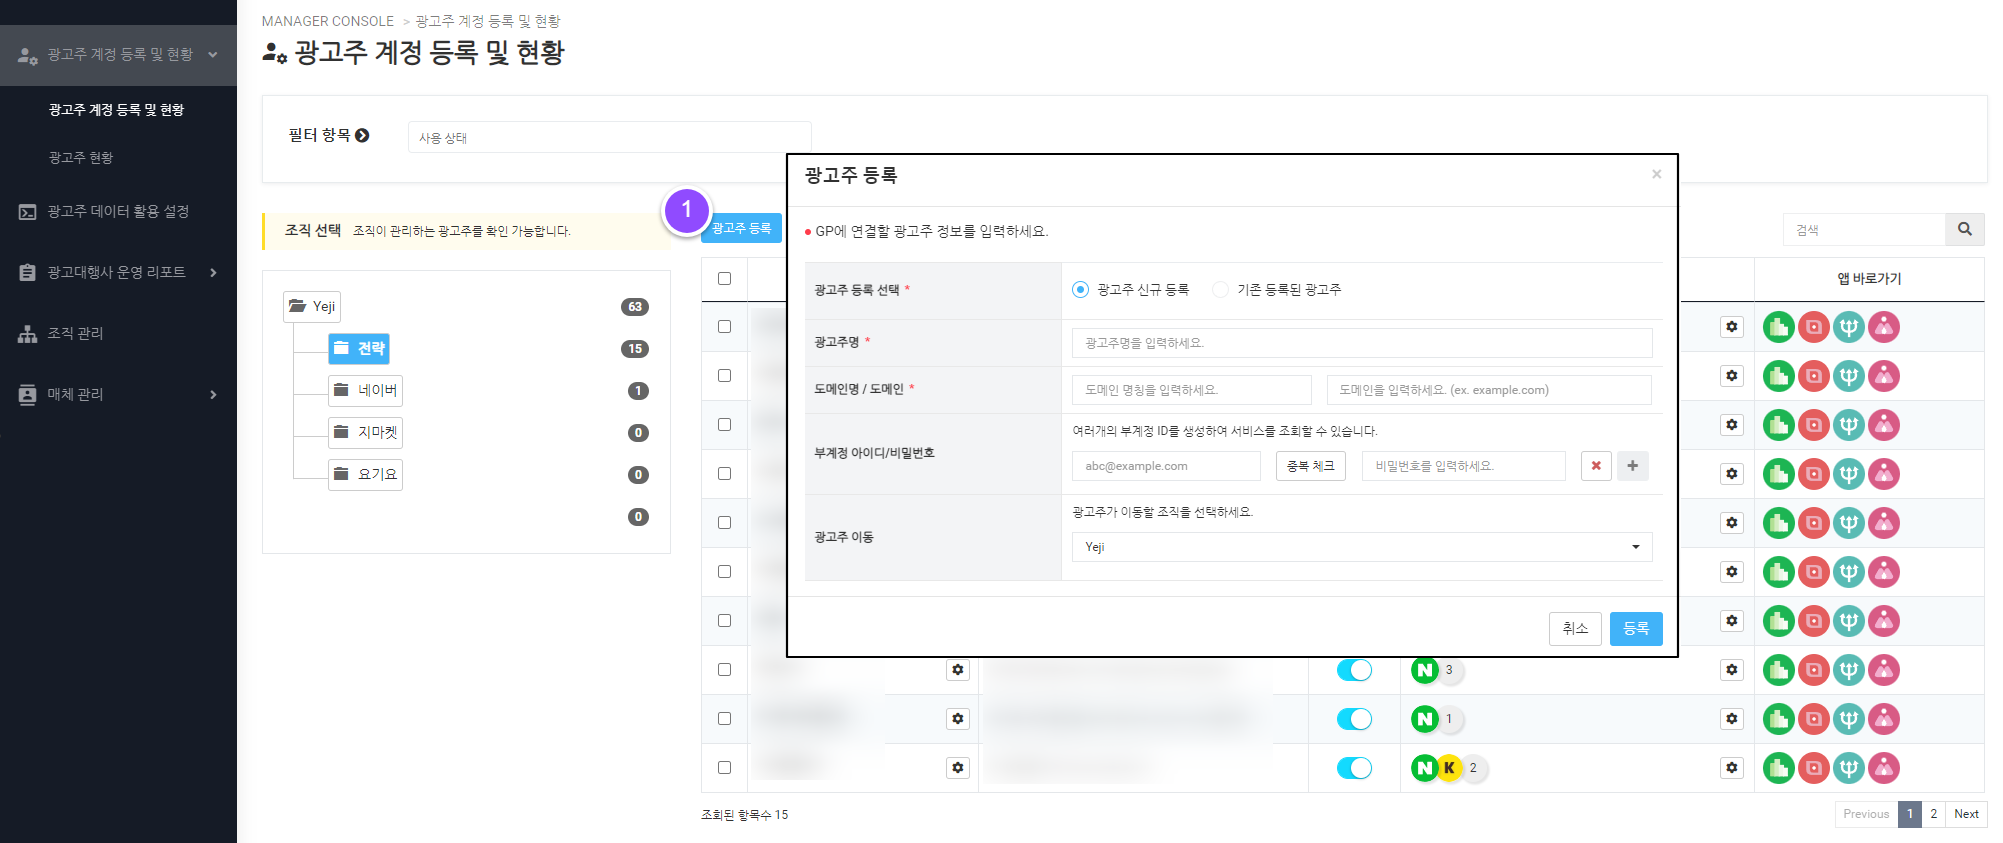 MANAGER CONSOLE > 광고주 계정 등록 및 현황
광고주 계정 등록 및 현황
광고주 계정 등록 및 현황
광고주 계정 등록 및 현황
광고주 현황
광고주 데이터 활용 설정
광고대행사 운영 리포트
조직 관리
매체 관리
필터 항목
사용 상태
조직 선택 조직이 관리하는 광고주를 확인 가능합니다.
Yeji 63
전략 15
네이버 1
지마켓 0
요기요 0
0
1
광고주 등록
검색
앱 바로가기
광고주 등록 ×
GP에 연결할 광고주 정보를 입력하세요.
광고주 등록 선택 * 광고주 신규 등록 기존 등록된 광고주
광고주명 * 광고주명을 입력하세요.
도메인명 / 도메인 * 도메인 명칭을 입력하세요. 도메인을 입력하세요. (ex. example.com)
부계정 아이디/비밀번호
여러개의 부계정 ID를 생성하여 서비스를 조회할 수 있습니다.
abc@example.com 중복 체크 비밀번호를 입력하세요.
광고주 이동
광고주가 이동할 조직을 선택하세요.
Yeji
취소 등록
N 3
N 1
N K 2
조회된 항목수 15
Previous 1 2 Next